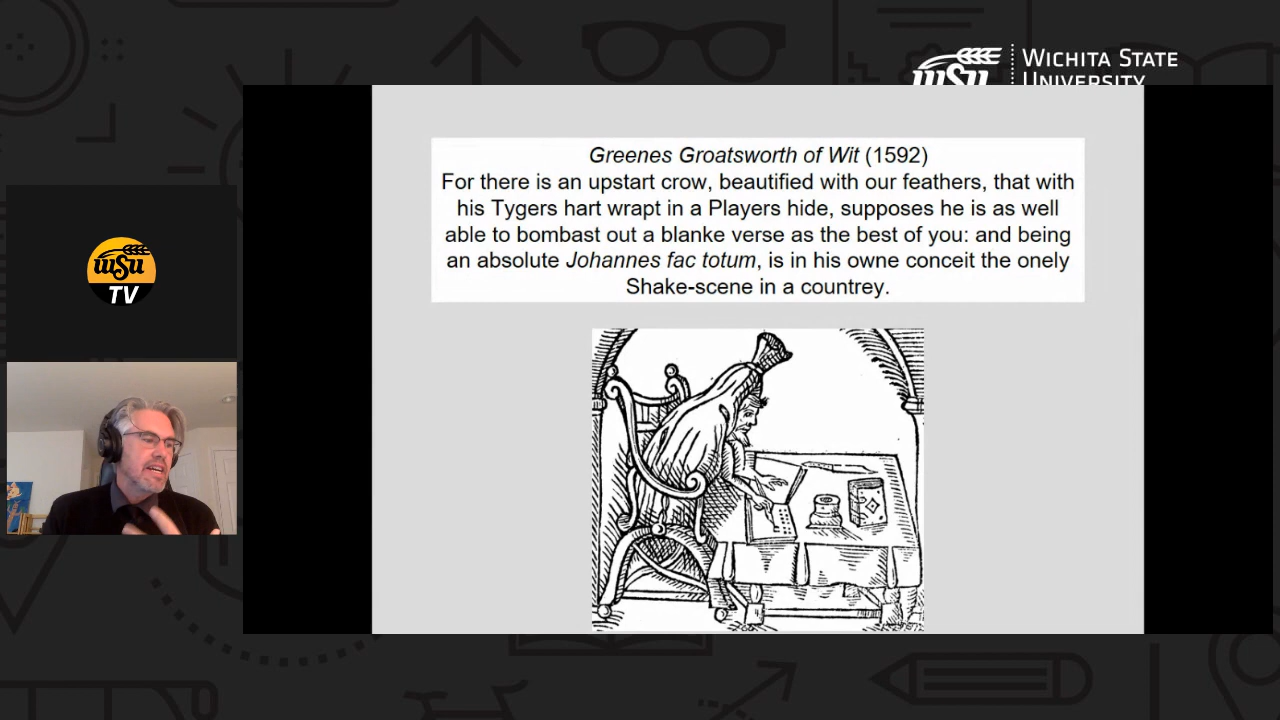 WSU
WICHITA STATE
UNIVERSITY
Greenes Groatsworth of Wit (1592)
For there is an upstart crow, beautified with our feathers, that with
his Tygers hart wrapt in a Players hide, supposes he is as well
able to bombast out a blanke verse as the best of you: and being
an absolute Johannes fac totum, is in his owne conceit the onely
Shake-scene in a countrey.
WSU
TV